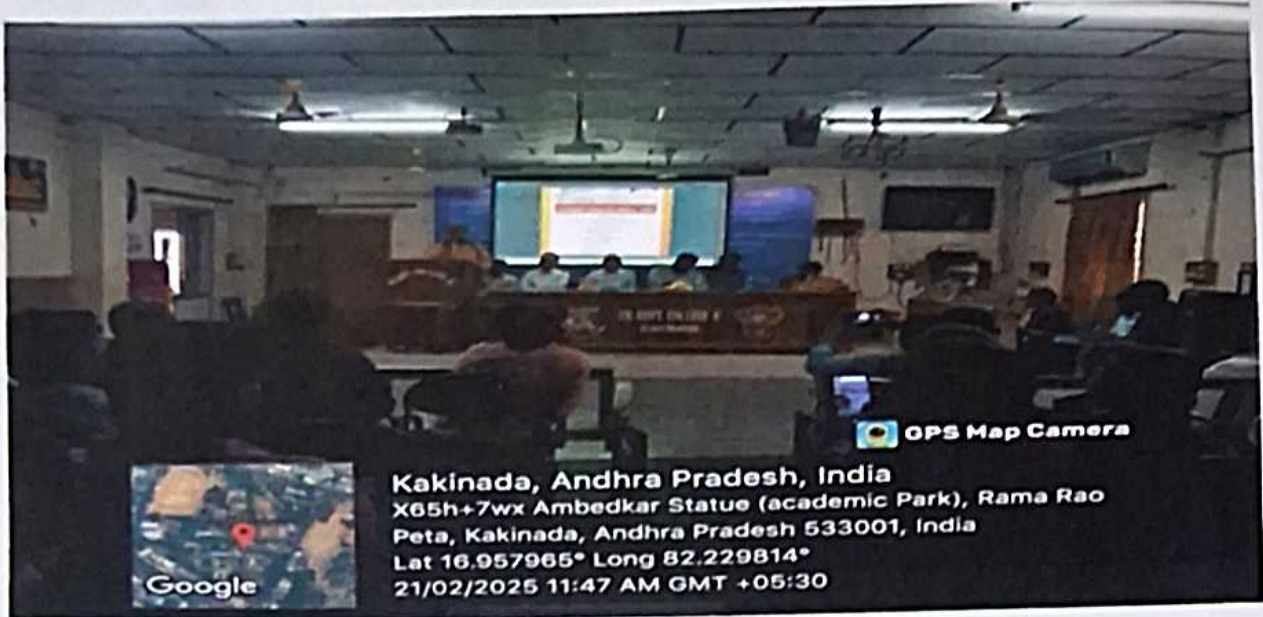 GPS Map Camera
Kakinada, Andhra Pradesh, India
X65h+7wx Ambedkar Statue (academic Park), Rama Rao
Peta, Kakinada, Andhra Pradesh 533001, India
Lat 16.957965° Long 82.229814°
21/02/2025 11:47 AM GMT +05:30
Google